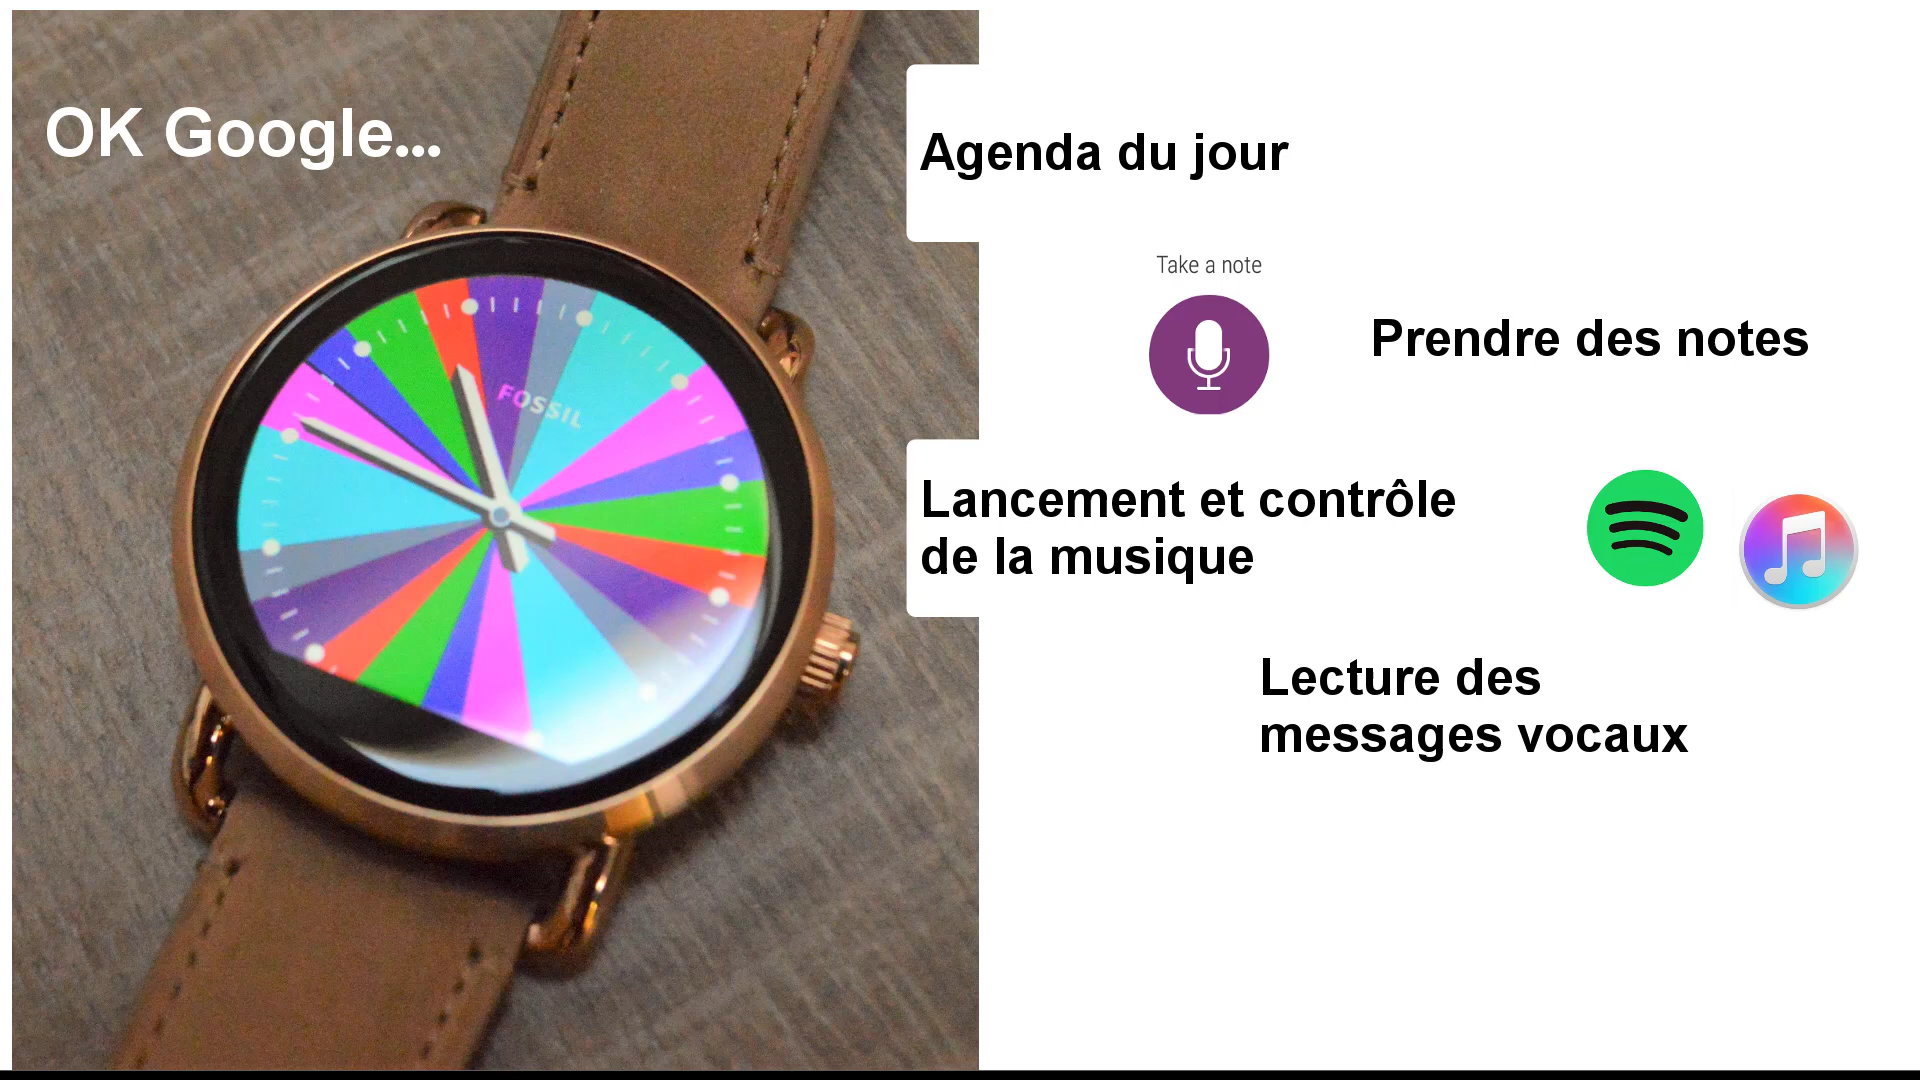 OK Google...
FOSSIL
Agenda du jour
Take a note
Prendre des notes
Lancement et contrôle
de la musique
Lecture des
messages vocaux